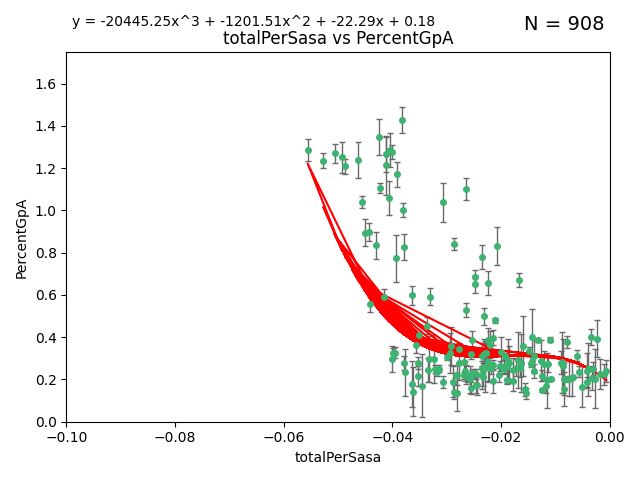 y = -20445.25x^3 + -1201.51x^2 + -22.29x + 0.18
N = 908
totalPerSasa vs PercentGpA
PercentGpA
1.6
1.4
1.2
1.0
0.8
0.6
0.4
0.2
0.0
−0.10 −0.08 −0.06 −0.04 −0.02 0.00
totalPerSasa